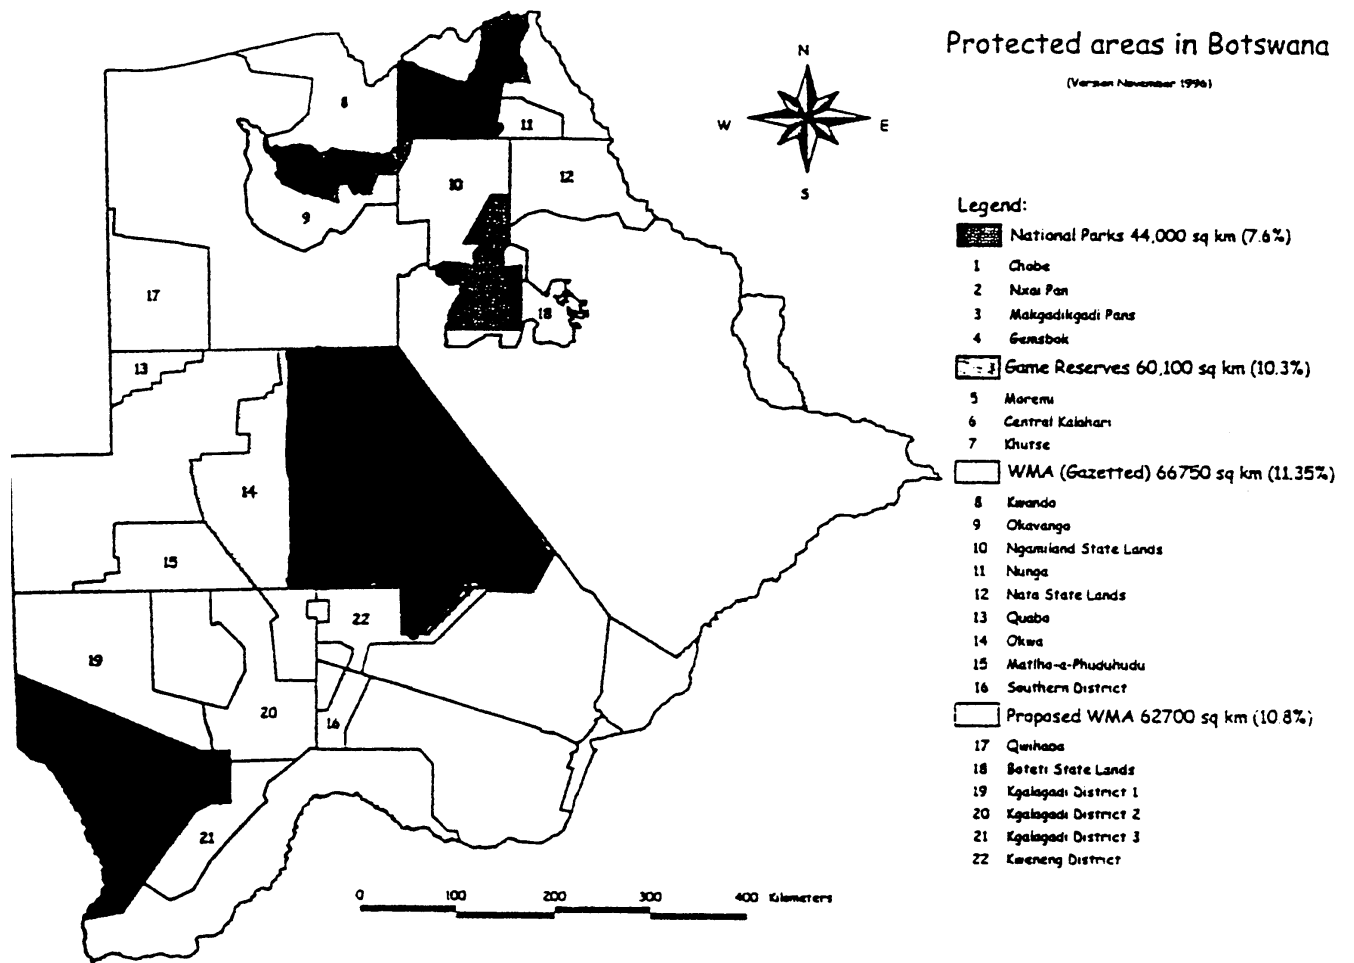 Protected areas in Botswana
(Version November 1996)
N
W
E
S
Legend:
National Parks 44,000 sq km (7.6%)
1 Chobe
2 Nxai Pan
3 Makgadikgadi Pans
4 Gemsbok
Game Reserves 60,100 sq km (10.3%)
5 Moremi
6 Central Kalahari
7 Khutse
WMA (Gazetted) 66750 sq km (11.35%)
8 Kwando
9 Okavango
10 Ngamiland State Lands
11 Nunga
12 Nata State Lands
13 Quaba
14 Okwa
15 Matlho-a-Phuduhudu
16 Southern District
Proposed WMA 62700 sq km (10.8%)
17 Qwihaba
18 Boteti State Lands
19 Kgalagadi District 1
20 Kgalagadi District 2
21 Kgalagadi District 3
22 Kweneng District
8
11
10
12
9
17
18
13
14
15
22
19
20
16
21
0 100 200 300 400 Kilometers